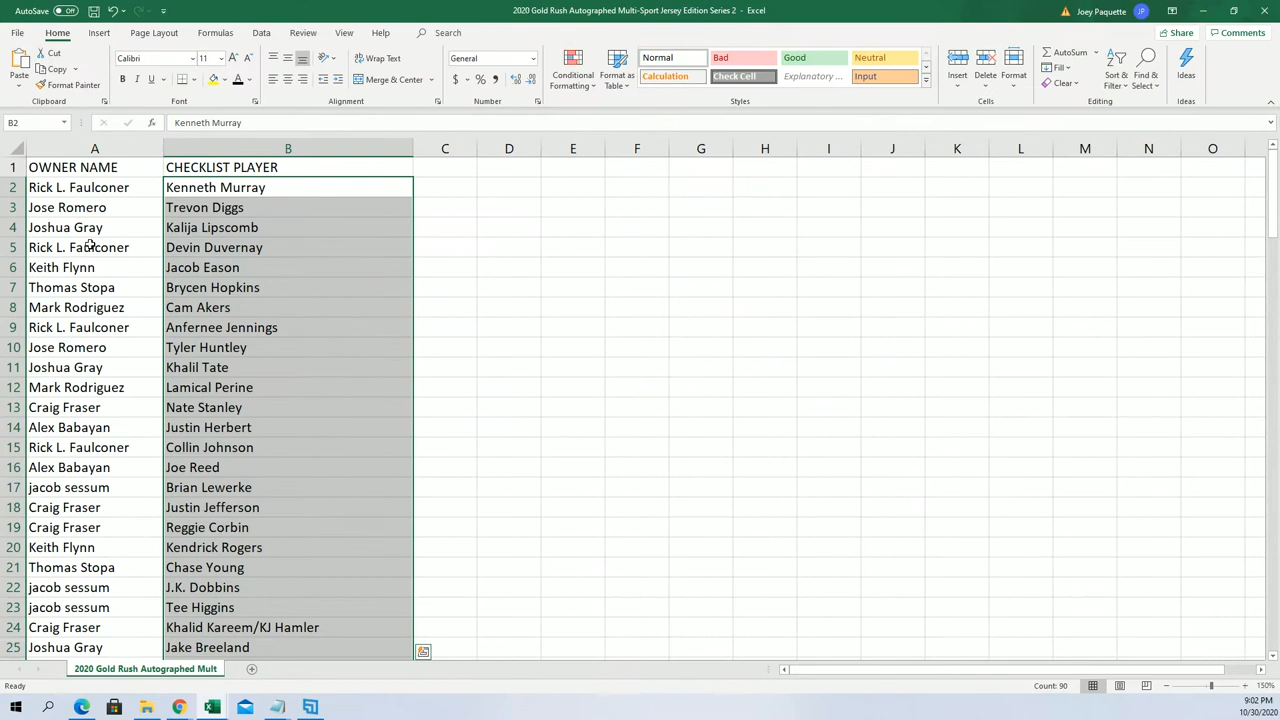 AutoSave Off 2020 Gold Rush Autographed Multi-Sport Jersey Edition Series 2 - Excel Joey Paquette JP
File Home Insert Page Layout Formulas Data Review View Help Search Share Comments
Cut Calibri 11 Wrap Text General Normal Bad Good Neutral AutoSum
Copy Fill
Paste Format Painter B I U Merge & Center $ % Conditional Formatting Format as Table Calculation Check Cell Explanatory ... Input Insert Delete Format Clear Sort & Filter Find & Select Ideas
Clipboard Font Alignment Number Styles Cells Editing Ideas
B2 fx Kenneth Murray
A B C D E F G H I J K L M N O
1 OWNER NAME CHECKLIST PLAYER
2 Rick L. Faulconer Kenneth Murray
3 Jose Romero Trevon Diggs
4 Joshua Gray Kalija Lipscomb
5 Rick L. Faulconer Devin Duvernay
6 Keith Flynn Jacob Eason
7 Thomas Stopa Brycen Hopkins
8 Mark Rodriguez Cam Akers
9 Rick L. Faulconer Anfernee Jennings
10 Jose Romero Tyler Huntley
11 Joshua Gray Khalil Tate
12 Mark Rodriguez Lamical Perine
13 Craig Fraser Nate Stanley
14 Alex Babayan Justin Herbert
15 Rick L. Faulconer Collin Johnson
16 Alex Babayan Joe Reed
17 jacob sessum Brian Lewerke
18 Craig Fraser Justin Jefferson
19 Craig Fraser Reggie Corbin
20 Keith Flynn Kendrick Rogers
21 Thomas Stopa Chase Young
22 jacob sessum J.K. Dobbins
23 jacob sessum Tee Higgins
24 Craig Fraser Khalid Kareem/KJ Hamler
25 Joshua Gray Jake Breeland
2020 Gold Rush Autographed Mult
Ready Count: 90 150%
9:02 PM
10/30/2020